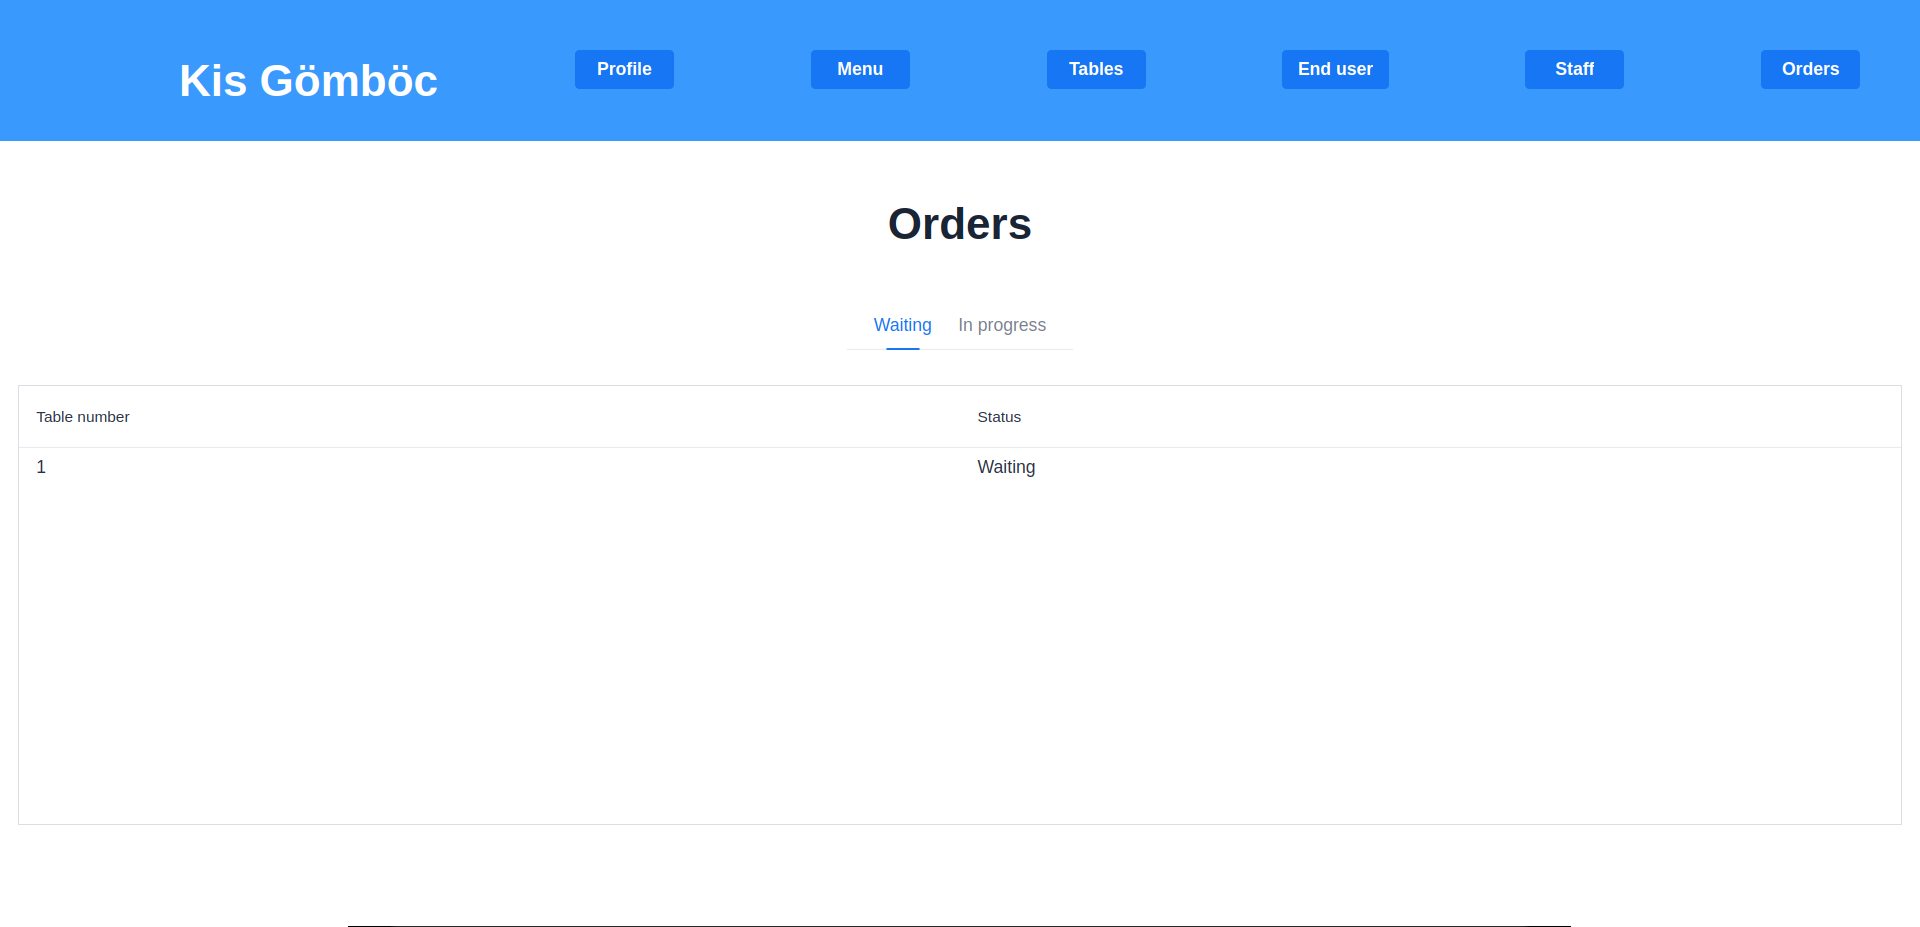 Kis Gömböc
Profile
Menu
Tables
End user
Staff
Orders
Orders
Waiting
In progress
Table number
Status
1
Waiting